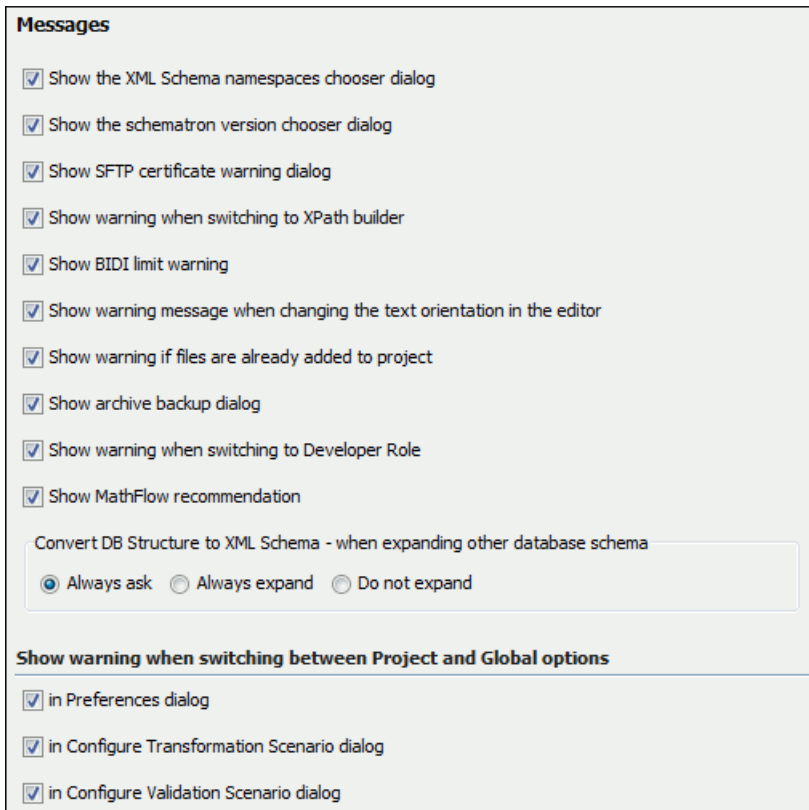 Messages
Show the XML Schema namespaces chooser dialog
Show the schematron version chooser dialog
Show SFTP certificate warning dialog
Show warning when switching to XPath builder
Show BIDI limit warning
Show warning message when changing the text orientation in the editor
Show warning if files are already added to project
Show archive backup dialog
Show warning when switching to Developer Role
Show MathFlow recommendation
Convert DB Structure to XML Schema - when expanding other database schema
Always ask Always expand Do not expand
Show warning when switching between Project and Global options
in Preferences dialog
in Configure Transformation Scenario dialog
in Configure Validation Scenario dialog